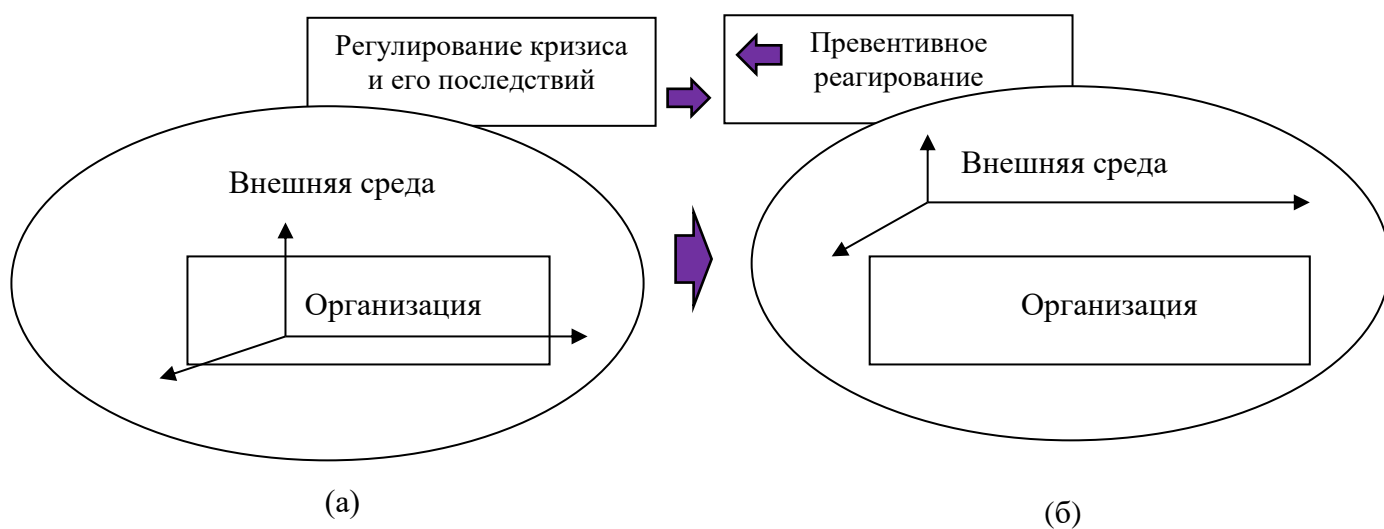 Регулирование кризиса
и его последствий
Превентивное
реагирование
Внешняя среда
Организация
(а)
Внешняя среда
Организация
(б)